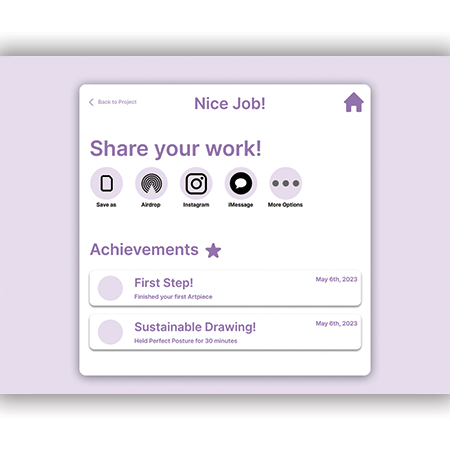 Back to Project
Nice Job!
Share your work!
Save as
Airdrop
Instagram
iMessage
More Options
Achievements
First Step!
May 6th, 2023
Finished your first Artpiece
Sustainable Drawing!
May 6th, 2023
Held Perfect Posture for 30 minutes